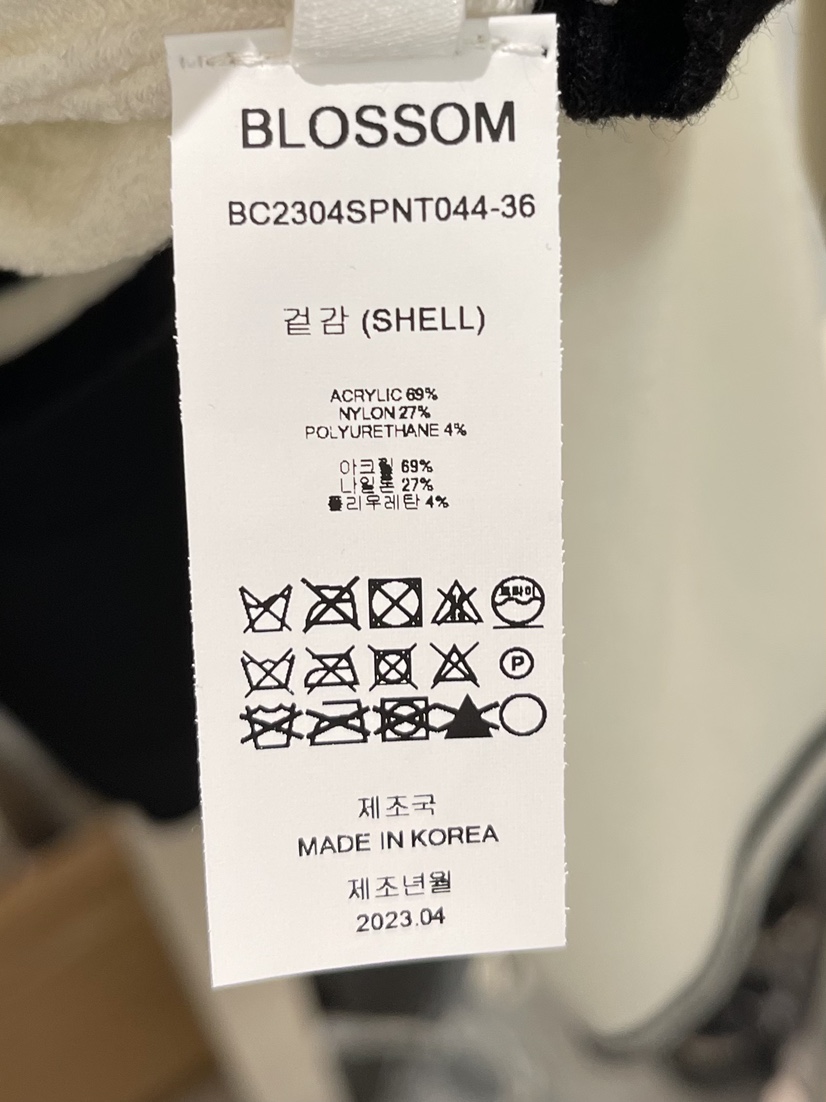 BLOSSOM
BC2304SPNT044-36
겉감 (SHELL)
ACRYLIC 69%
NYLON 27%
POLYURETHANE 4%
아크릴 69%
나일론 27%
폴리우레탄 4%
드라이
P
제조국
MADE IN KOREA
제조년월
2023.04